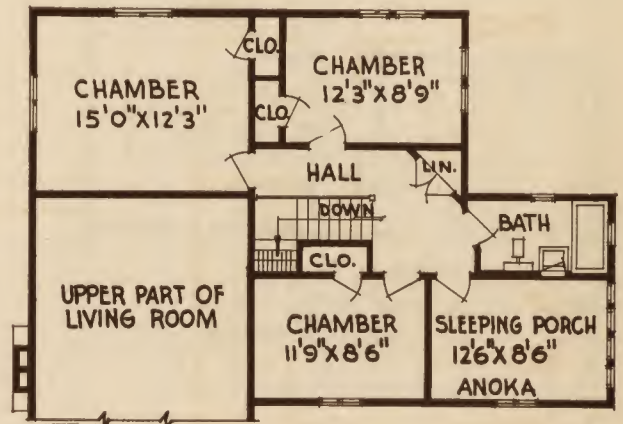 CLO.
CHAMBER
15'0"X12'3"
CHAMBER
12'3"X8'9"
CLO.
HALL
LIN.
DOWN
BATH
CLO.
UPPER PART OF
LIVING ROOM
CHAMBER
11'9"X8'6"
SLEEPING PORCH
12'6"X8'6"
ANOKA